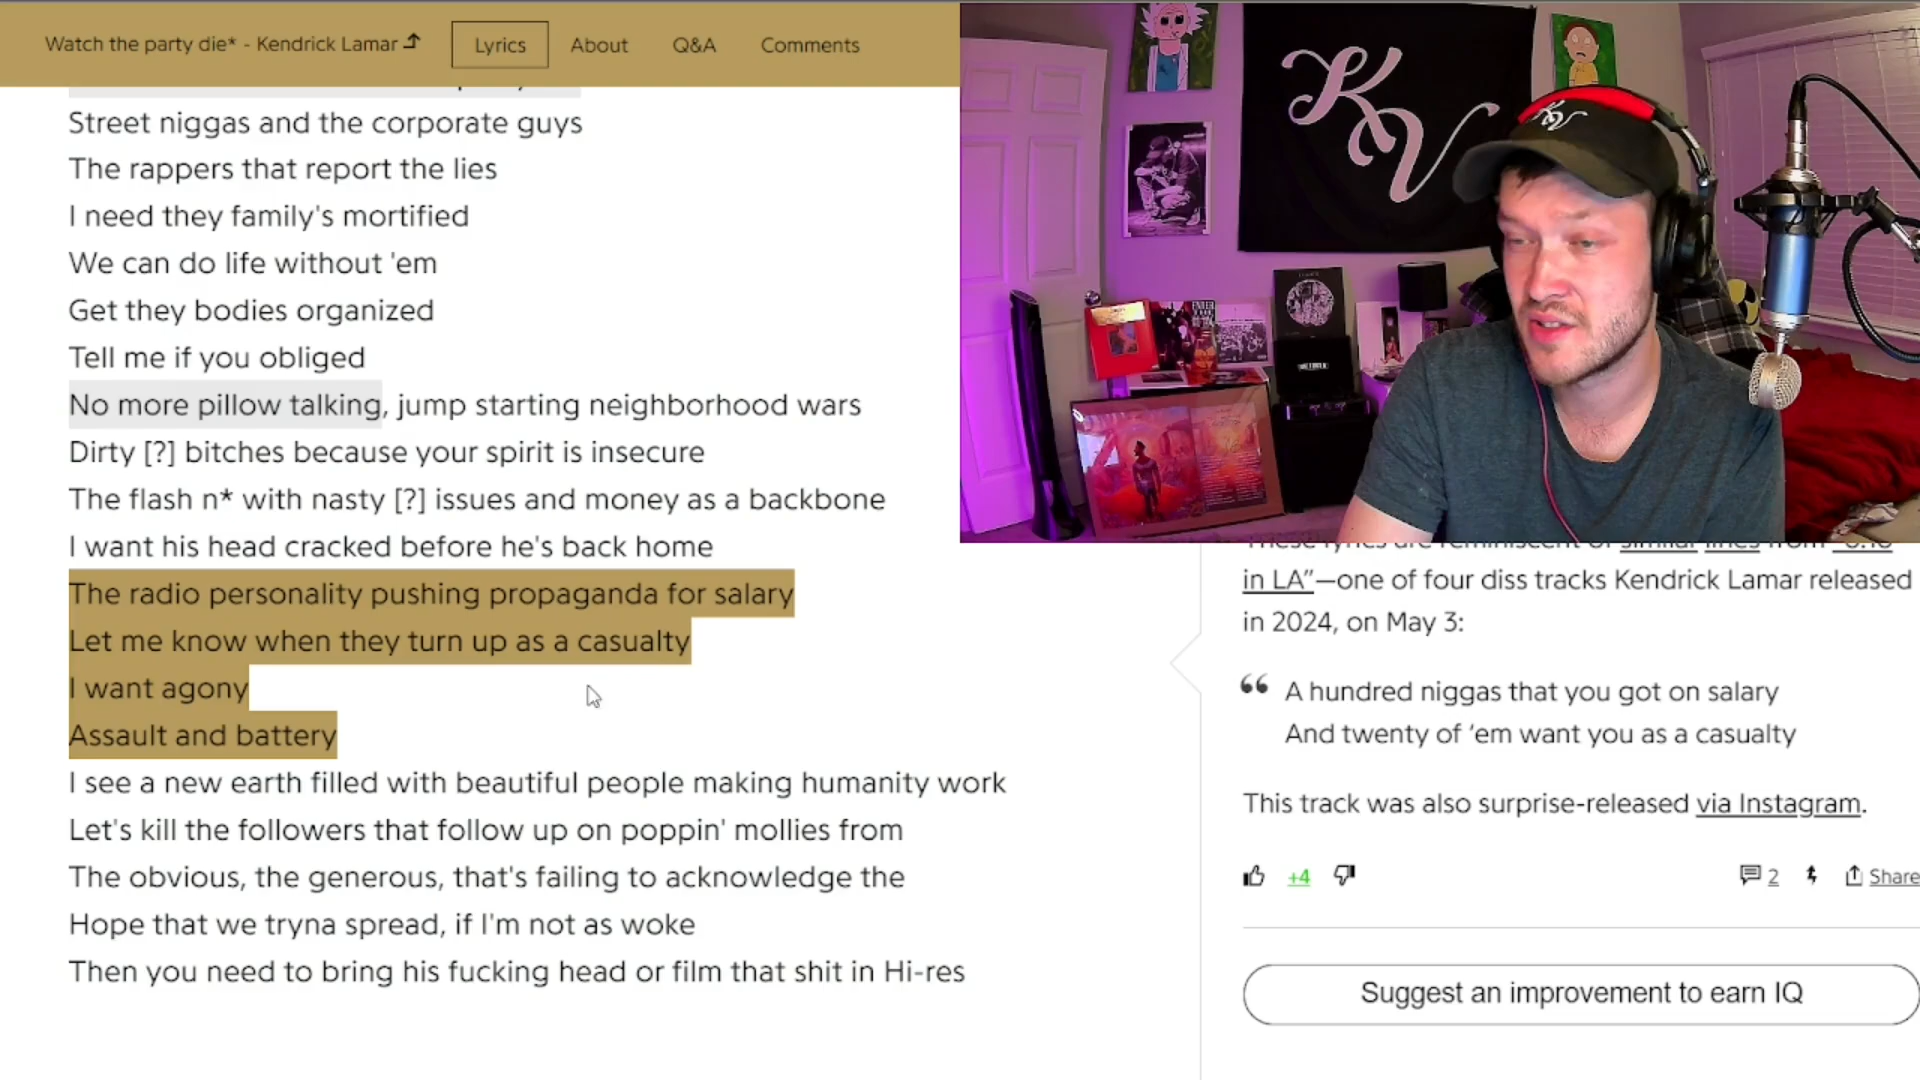 Watch the party die* - Kendrick Lamar
Lyrics
About
Q&A
Comments
Street niggas and the corporate guys
The rappers that report the lies
I need they family's mortified
We can do life without 'em
Get they bodies organized
Tell me if you obliged
No more pillow talking, jump starting neighborhood wars
Dirty [?] bitches because your spirit is insecure
The flash n* with nasty [?] issues and money as a backbone
I want his head cracked before he's back home
The radio personality pushing propaganda for salary
Let me know when they turn up as a casualty
I want agony
Assault and battery
I see a new earth filled with beautiful people making humanity work
Let's kill the followers that follow up on poppin' mollies from
The obvious, the generous, that's failing to acknowledge the
Hope that we tryna spread, if I'm not as woke
Then you need to bring his fucking head or film that shit in Hi-res
KV
KV
These lyrics are reminiscent of similar lines from
in LA”—one of four diss tracks Kendrick Lamar released
in 2024, on May 3:
“ A hundred niggas that you got on salary
And twenty of ‘em want you as a casualty
This track was also surprise-released via Instagram.
+4
2
Share
Suggest an improvement to earn IQ